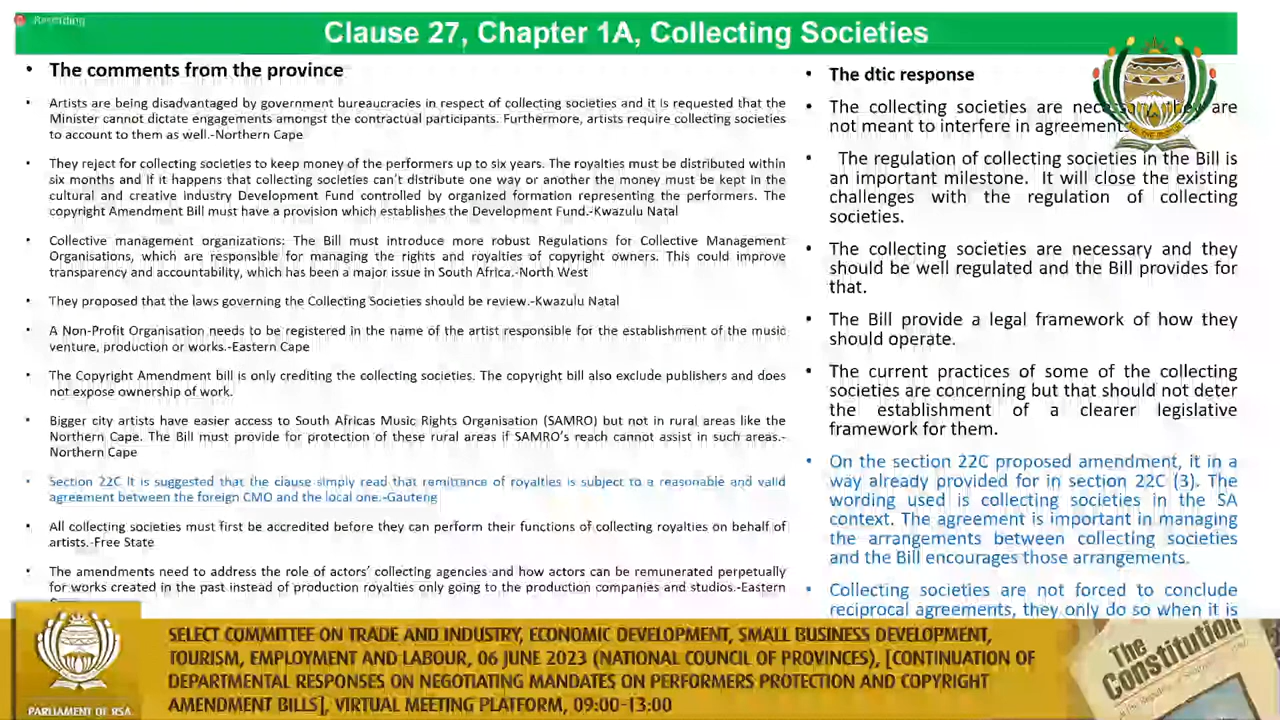 Recording
Clause 27, Chapter 1A, Collecting Societies
• The comments from the province
• Artists are being disadvantaged by government bureaucracies in respect of collecting societies and it is requested that the
Minister cannot dictate engagements amongst the contractual participants. Furthermore, artists require collecting societies
to account to them as well.-Northern Cape
• They reject for collecting societies to keep money of the performers up to six years. The royalties must be distributed within
six months and if it happens that collecting societies can't distribute one way or another the money must be kept in the
cultural and creative industry Development Fund controlled by organized formation representing the performers. The
copyright Amendment Bill must have a provision which establishes the Development Fund.-Kwazulu Natal
• Collective management organizations: The Bill must introduce more robust Regulations for Collective Management
Organisations, which are responsible for managing the rights and royalties of copyright owners. This could improve
transparency and accountability, which has been a major issue in South Africa.-North West
• They proposed that the laws governing the Collecting Societies should be review.-Kwazulu Natal
• A Non-Profit Organisation needs to be registered in the name of the artist responsible for the establishment of the music
venture, production or works.-Eastern Cape
• The Copyright Amendment bill is only crediting the collecting societies. The copyright bill also exclude publishers and does
not expose ownership of work.
• Bigger city artists have easier access to South Africas Music Rights Organisation (SAMRO) but not in rural areas like the
Northern Cape. The Bill must provide for protection of these rural areas if SAMRO's reach cannot assist in such areas.-
Northern Cape
• Section 22C It is suggested that the clause simply read that remittance of royalties is subject to a reasonable and valid
agreement between the foreign CMO and the local one.-Gauteng
• All collecting societies must first be accredited before they can perform their functions of collecting royalties on behalf of
artists.-Free State
• The amendments need to address the role of actors' collecting agencies and how actors can be remunerated perpetually
for works created in the past instead of production royalties only going to the production companies and studios.-Eastern
• The dtic response
• The collecting societies are are
not meant to interfere in agreements
• The regulation of collecting societies in the Bill is
an important milestone. It will close the existing
challenges with the regulation of collecting
societies.
• The collecting societies are necessary and they
should be well regulated and the Bill provides for
that.
• The Bill provide a legal framework of how they
should operate.
• The current practices of some of the collecting
societies are concerning but that should not deter
the establishment of a clearer legislative
framework for them.
• On the section 22C proposed amendment, it in a
way already provided for in section 22C (3). The
wording used is collecting societies in the SA
context. The agreement is important in managing
the arrangements between collecting societies
and the Bill encourages those arrangements.
• Collecting societies are not forced to conclude
reciprocal agreements, they only do so when it is
PARLIAMENT OF RSA
SELECT COMMITTEE ON TRADE AND INDUSTRY, ECONOMIC DEVELOPMENT, SMALL BUSINESS DEVELOPMENT,
TOURISM, EMPLOYMENT AND LABOUR, 06 JUNE 2023 (NATIONAL COUNCIL OF PROVINCES), [CONTINUATION OF
DEPARTMENTAL RESPONSES ON NEGOTIATING MANDATES ON PERFORMERS PROTECTION AND COPYRIGHT
AMENDMENT BILLS], VIRTUAL MEETING PLATFORM, 09:00-13:00
The
Constitution